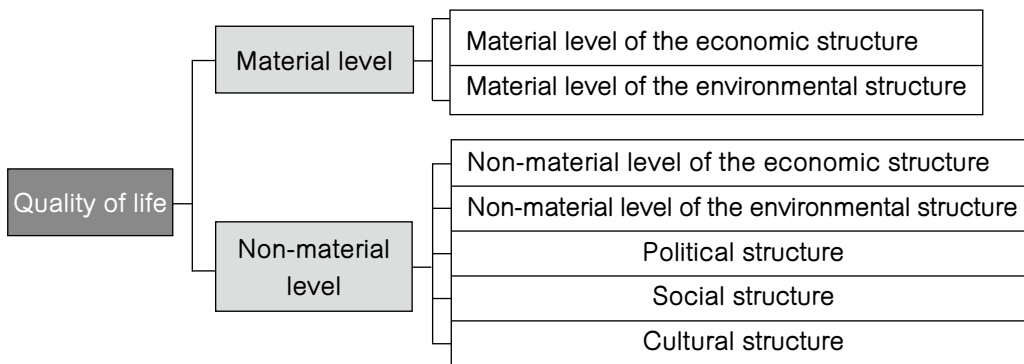 Quality of life
Material level
Material level of the economic structure
Material level of the environmental structure
Non-material
level
Non-material level of the economic structure
Non-material level of the environmental structure
Political structure
Social structure
Cultural structure